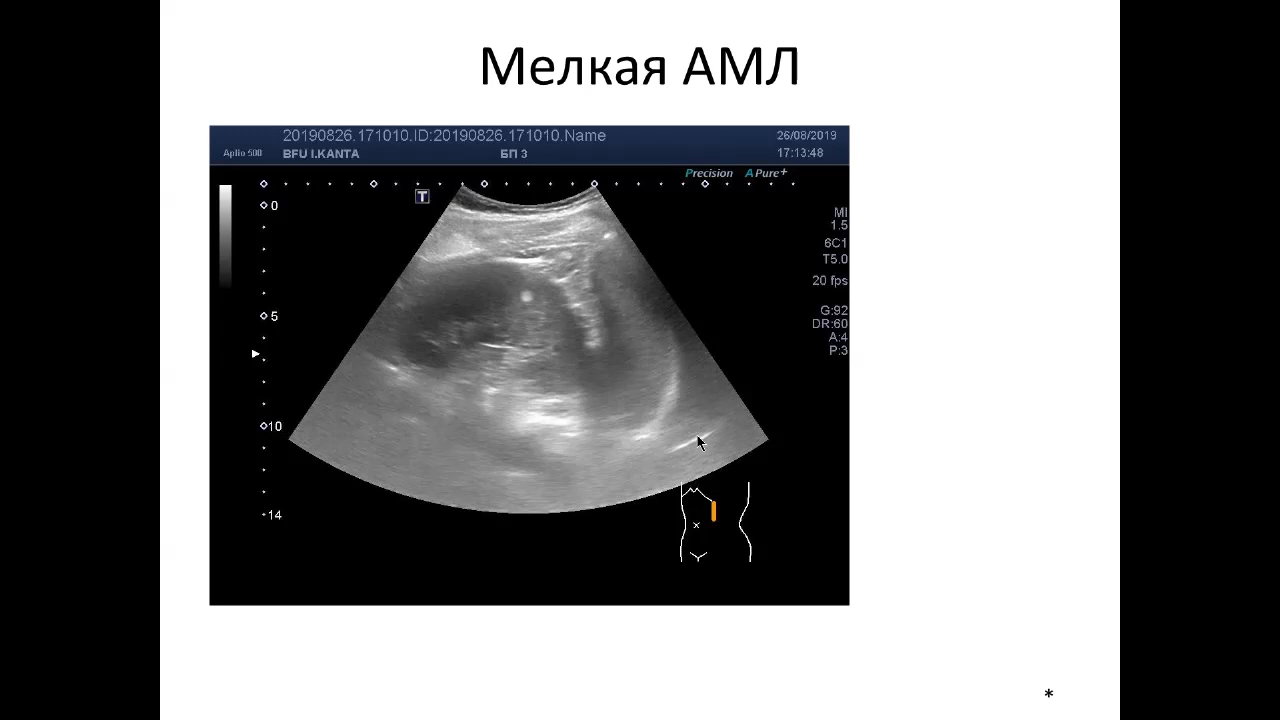 Мелкая АМЛ
20190826.171010.ID:20190826.171010.Name
26/08/2019
Aplio 500
BFU I.KANTA
БП 3
17:13:48
Precision
A Pure+
T
0
MI
1.5
6C1
T5.0
20 fps
G:92
5
DR:60
A:4
P:3
10
14
*